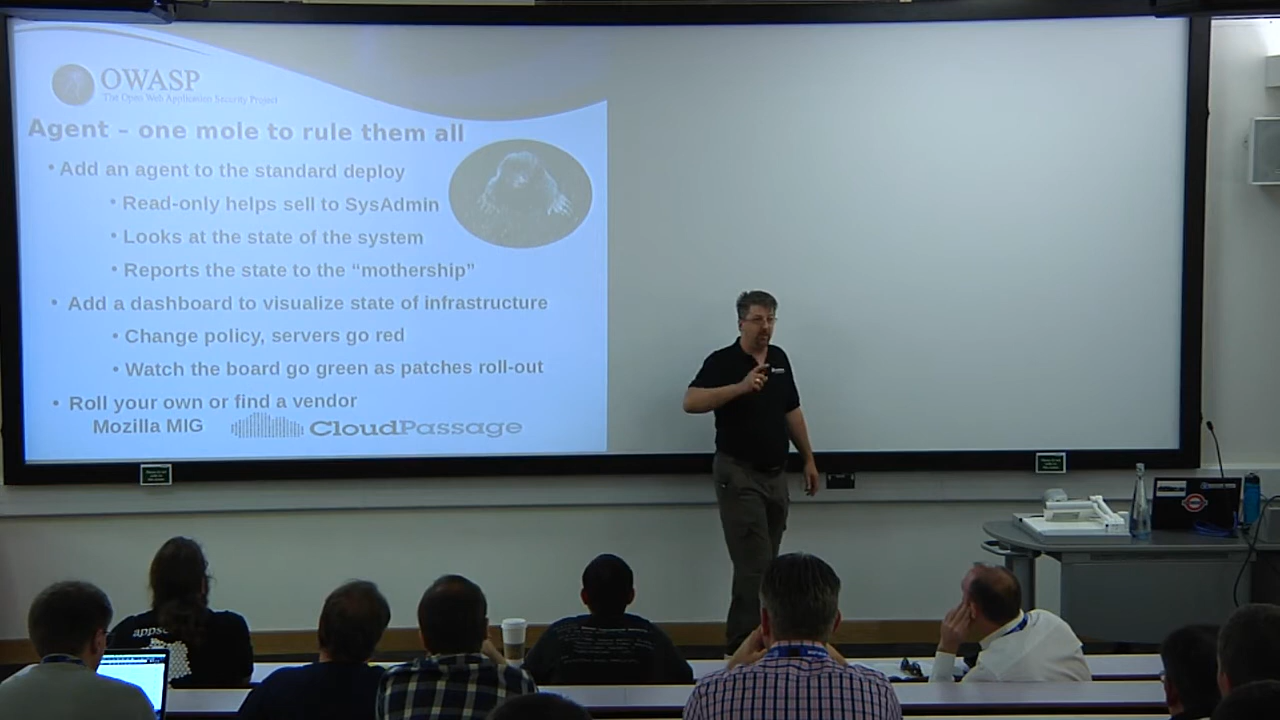 OWASP
The Open Web Application Security Project
Agent – one mole to rule them all
• Add an agent to the standard deploy
• Read-only helps sell to SysAdmin
• Looks at the state of the system
• Reports the state to the “mothership”
• Add a dashboard to visualize state of infrastructure
• Change policy, servers go red
• Watch the board go green as patches roll-out
• Roll your own or find a vendor
Mozilla MIG
CloudPassage